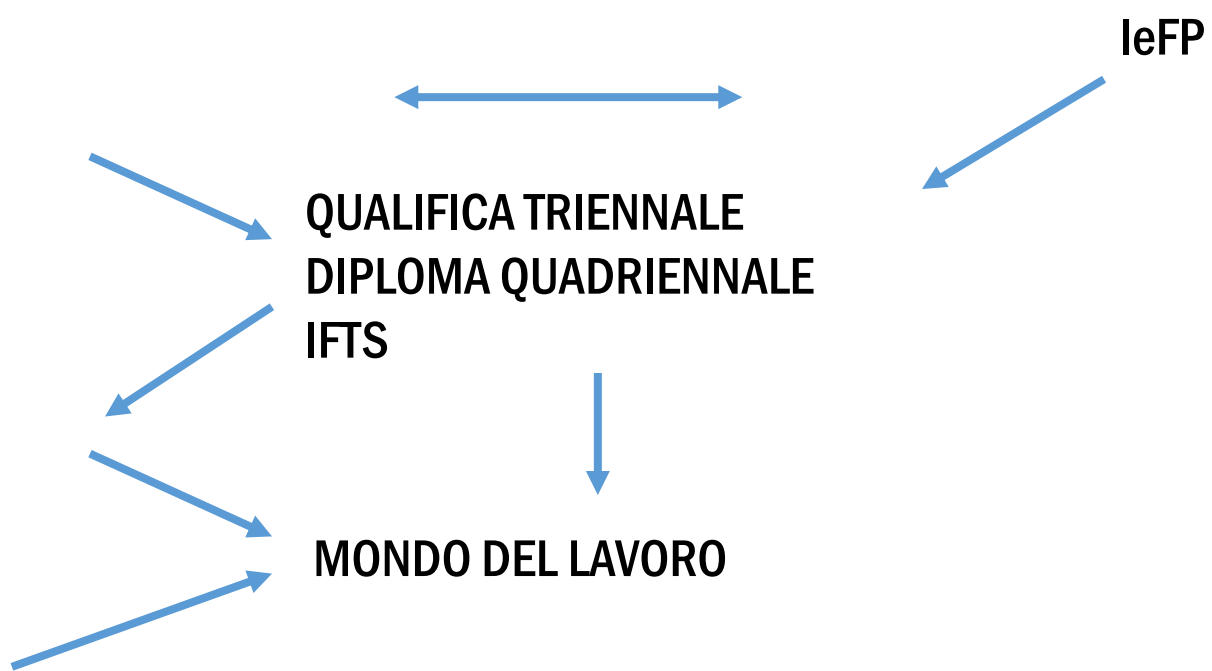 IeFP
QUALIFICA TRIENNALE
DIPLOMA QUADRIENNALE
IFTS
MONDO DEL LAVORO